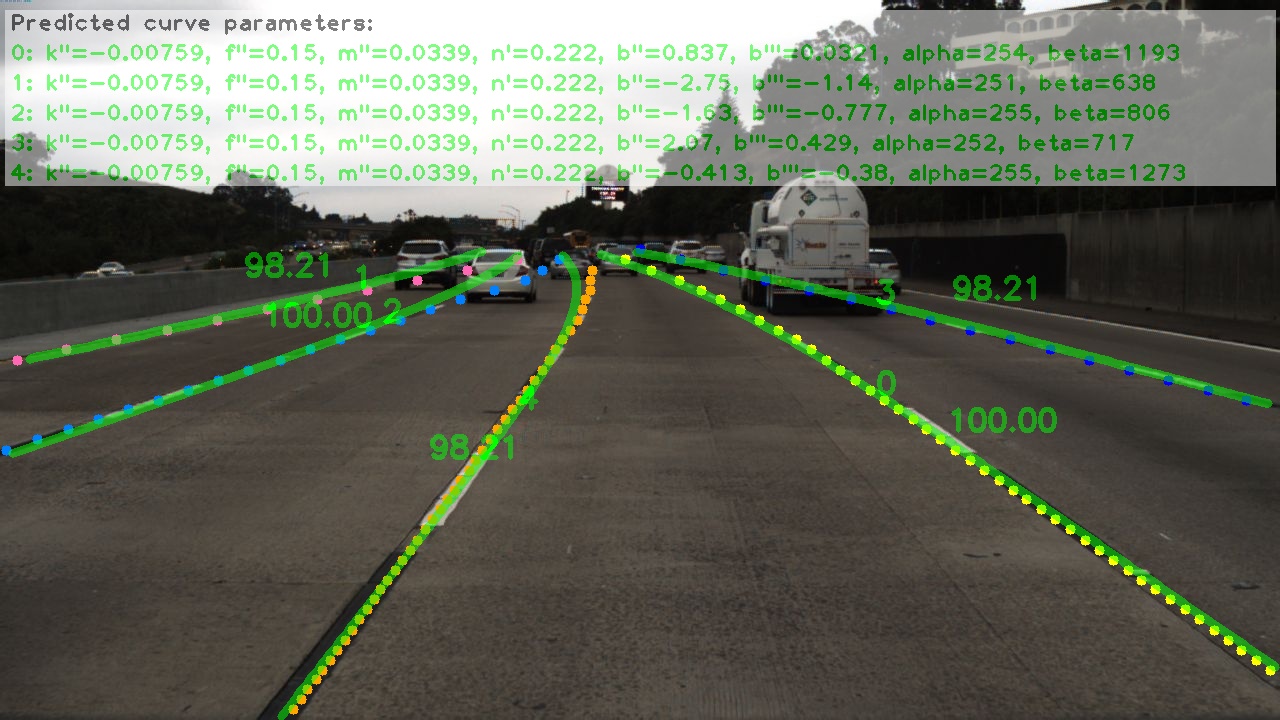 Predicted curve parameters:
0: k''=-0.00759, f''=0.15, m''=0.0339, n'=0.222, b''=0.837, b'''=0.0321, alpha=254, beta=1193
1: k''=-0.00759, f''=0.15, m''=0.0339, n'=0.222, b''=-2.75, b'''=-1.14, alpha=251, beta=638
2: k''=-0.00759, f''=0.15, m''=0.0339, n'=0.222, b''=-1.63, b'''=-0.777, alpha=255, beta=806
3: k''=-0.00759, f''=0.15, m''=0.0339, n'=0.222, b''=2.07, b'''=0.429, alpha=252, beta=717
4: k''=-0.00759, f''=0.15, m''=0.0339, n'=0.222, b''=-0.413, b'''=-0.38, alpha=255, beta=1273
98.21 1
100.00 2
3 98.21
0
100.00
4
98.21